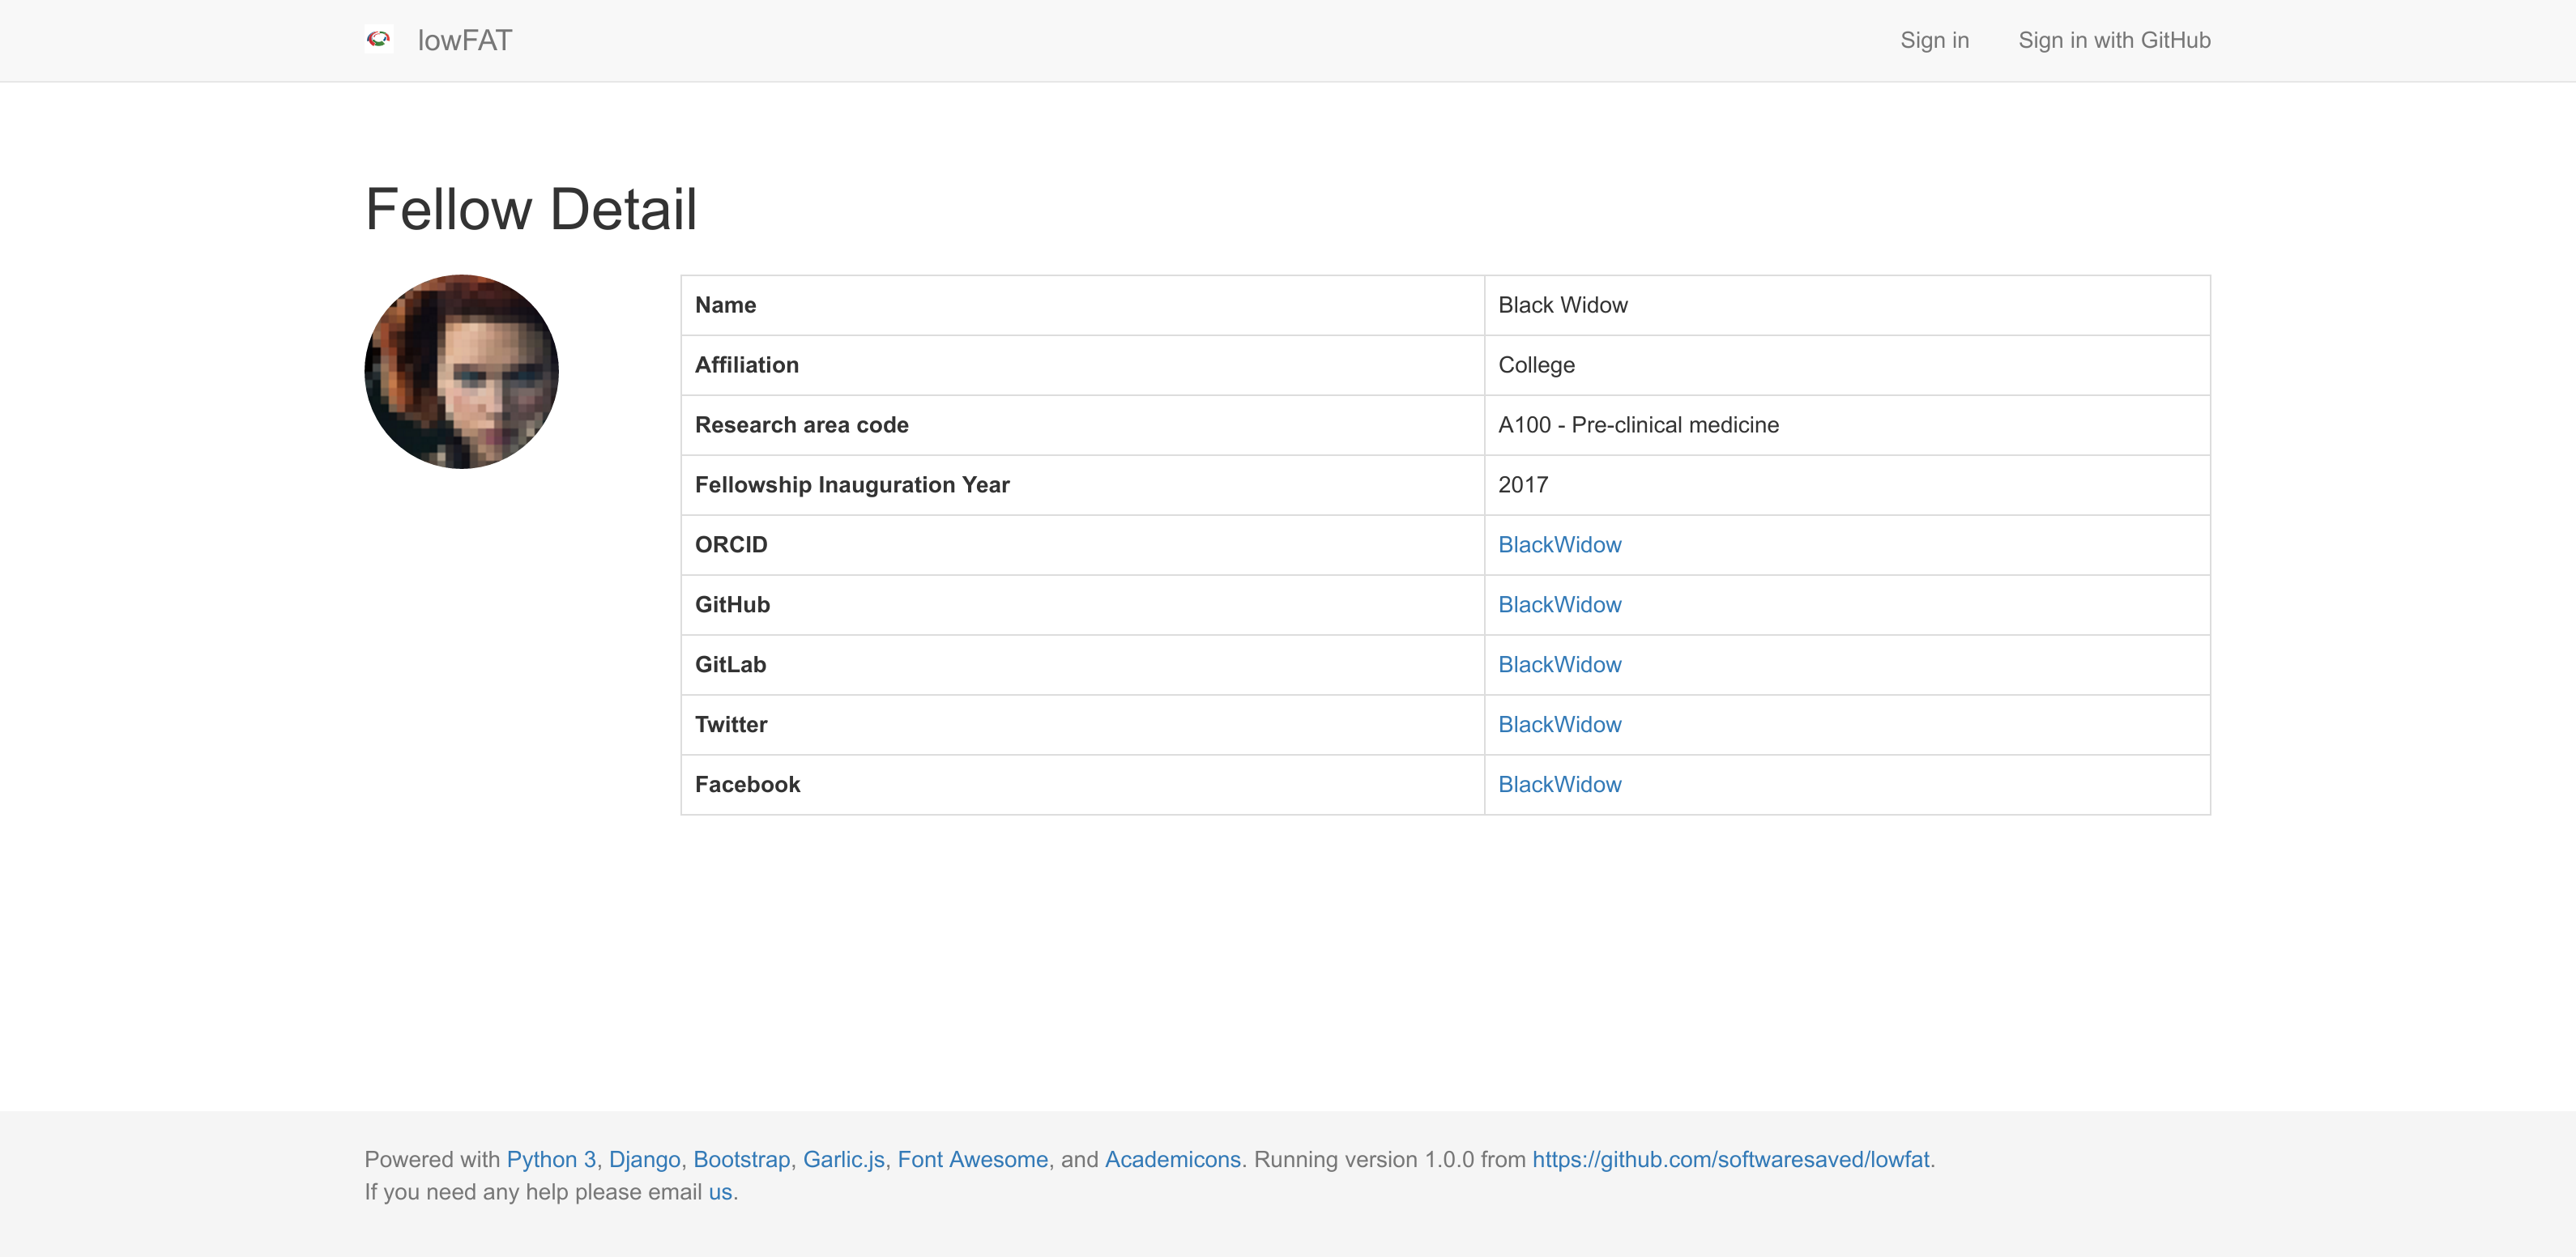 lowFAT Sign in Sign in with GitHub
Fellow Detail
Name Black Widow
Affiliation College
Research area code A100 - Pre-clinical medicine
Fellowship Inauguration Year 2017
ORCID BlackWidow
GitHub BlackWidow
GitLab BlackWidow
Twitter BlackWidow
Facebook BlackWidow
Powered with Python 3, Django, Bootstrap, Garlic.js, Font Awesome, and Academicons. Running version 1.0.0 from https://github.com/softwaresaved/lowfat.
If you need any help please email us.